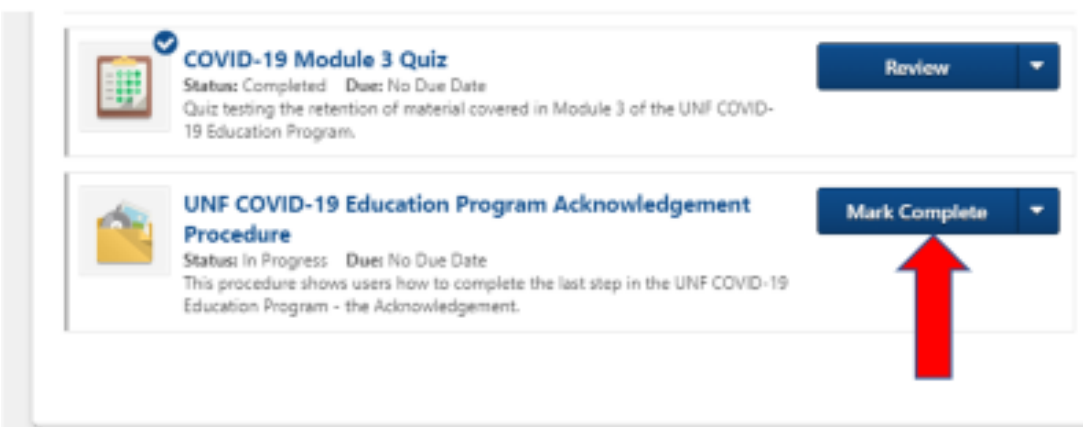 COVID-19 Module 3 Quiz
Status: Completed Due: No Due Date
Quiz testing the retention of material covered in Module 3 of the UNF COVID-
19 Education Program.
Review
UNF COVID-19 Education Program Acknowledgement
Procedure
Status: In Progress Due: No Due Date
This procedure shows users how to complete the last step in the UNF COVID-19
Education Program - the Acknowledgement.
Mark Complete